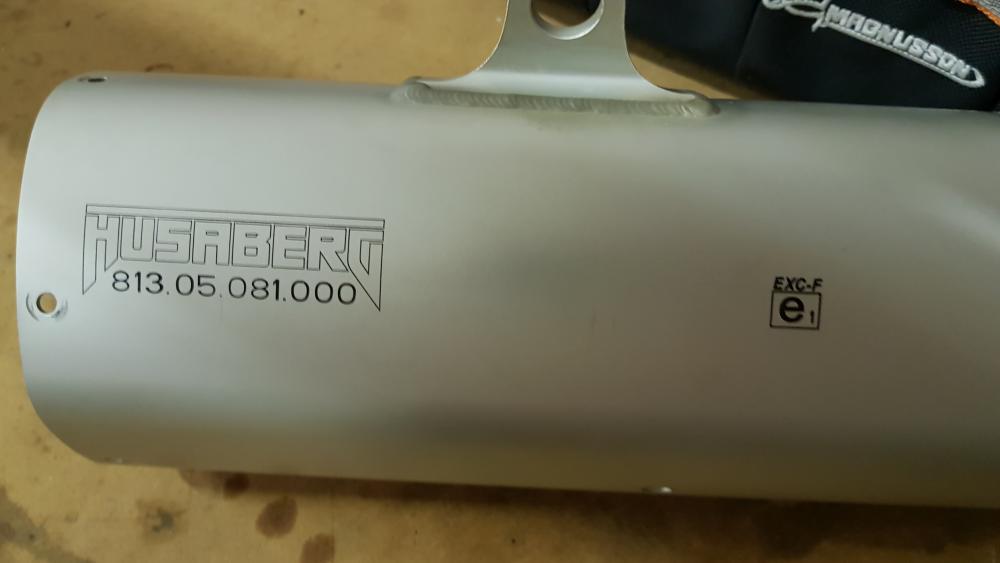 MAGNUSSON
HUSABERG
813.05.081.000
EXC-F
e1